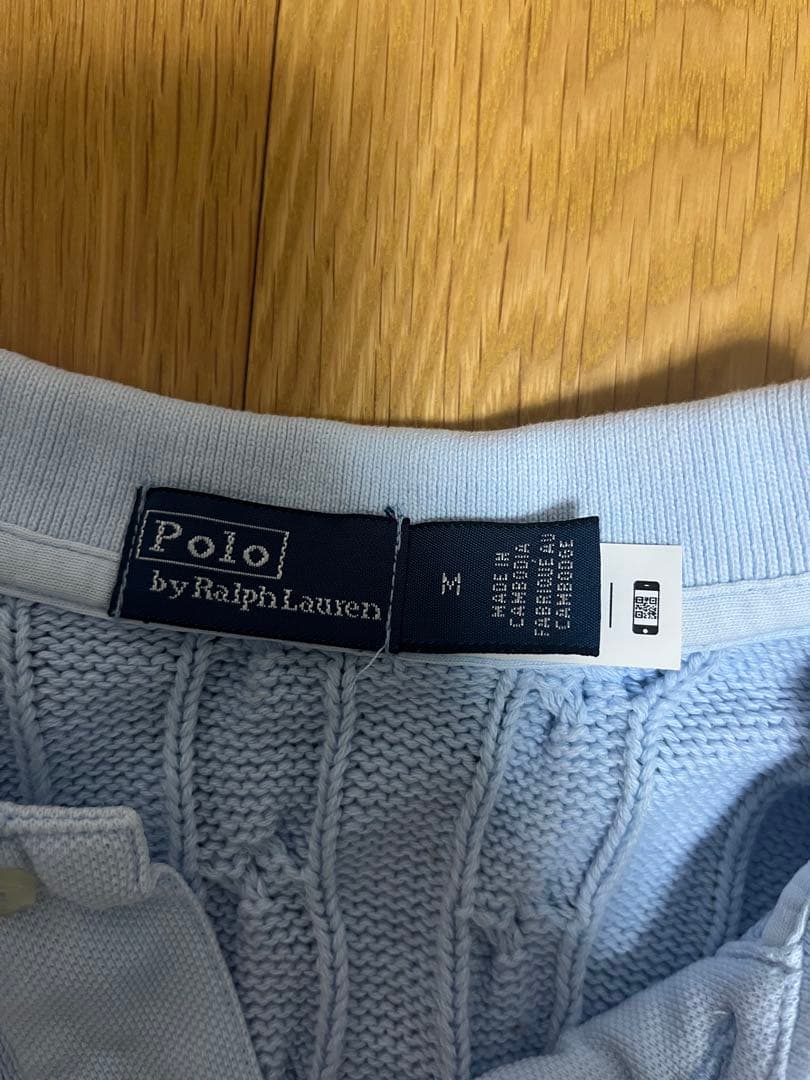 Polo
by Ralph Lauren
M
MADE IN
CAMBODIA
FABRIQUE AU
CAMBODGE